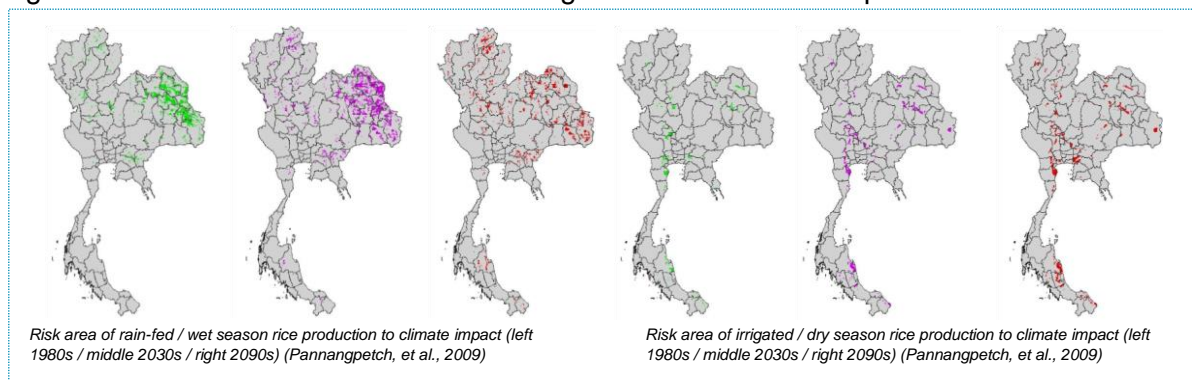 Risk area of rain-fed / wet season rice production to climate impact (left
1980s / middle 2030s / right 2090s) (Pannangpetch, et al., 2009)
Risk area of irrigated / dry season rice production to climate impact (left
1980s / middle 2030s / right 2090s) (Pannangpetch, et al., 2009)